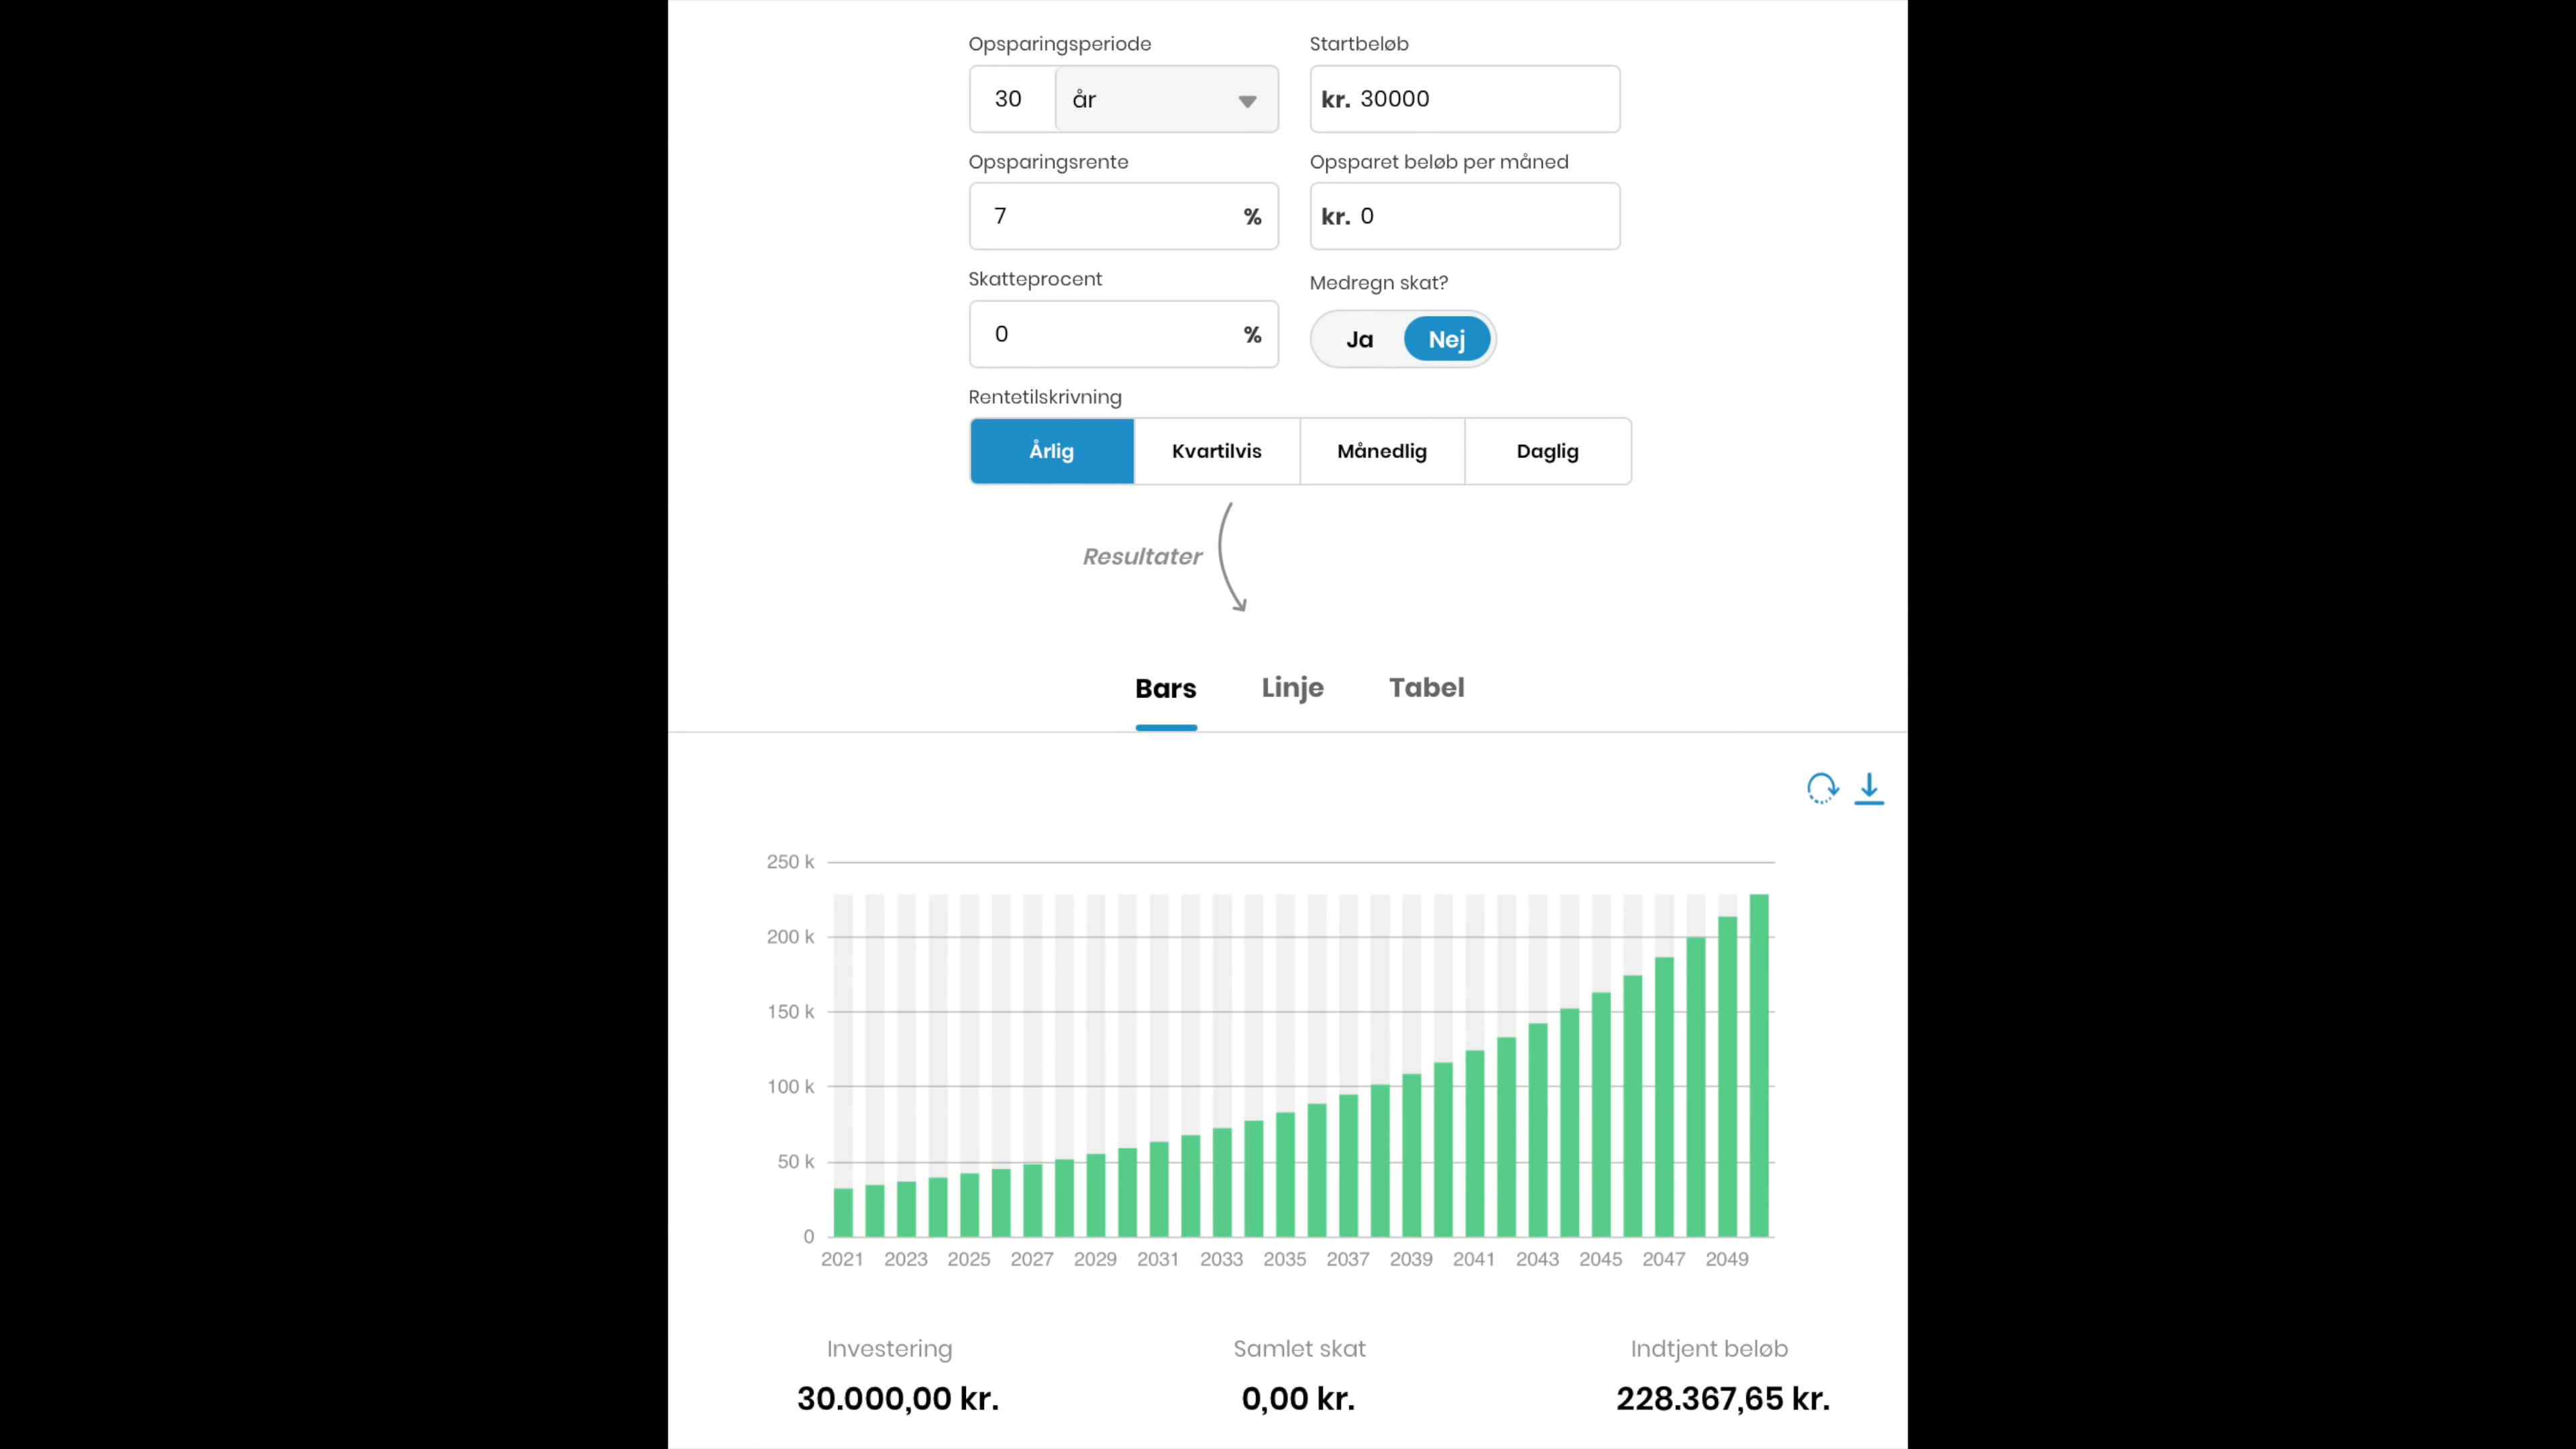 Opsparingsperiode Startbeløb
30 år kr. 30000
Opsparingsrente Opsparet beløb per måned
7 % kr. 0
Skatteprocent Medregn skat?
0 % Ja Nej
Rentetilskrivning
Årlig Kvartilvis Månedlig Daglig
Resultater
Bars Linje Tabel
250 k
200 k
150 k
100 k
50 k
0
2021 2023 2025 2027 2029 2031 2033 2035 2037 2039 2041 2043 2045 2047 2049
Investering Samlet skat Indtjent beløb
30.000,00 kr. 0,00 kr. 228.367,65 kr.